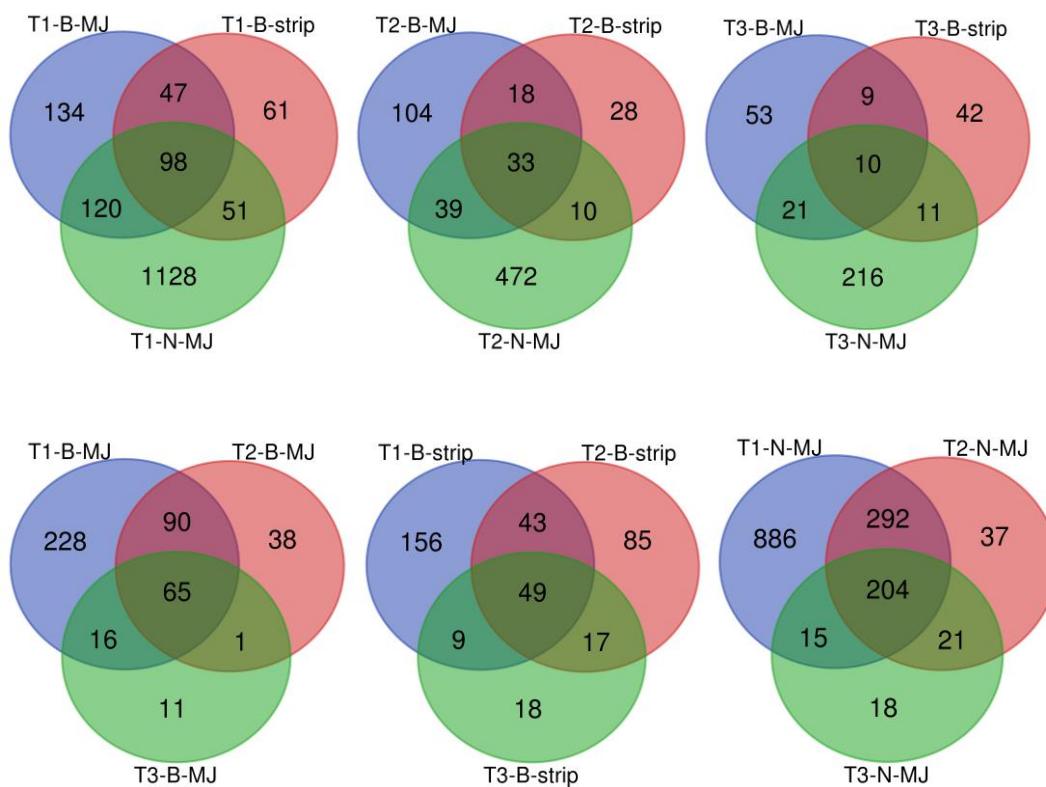 T1-B-MJ T1-B-strip
134 47 61
98
120 51
1128
T1-N-MJ
T2-B-MJ T2-B-strip
104 18 28
33
39 10
472
T2-N-MJ
T3-B-MJ T3-B-strip
53 9 42
10
21 11
216
T3-N-MJ
T1-B-MJ T2-B-MJ
228 90 38
65
16 1
11
T3-B-MJ
T1-B-strip T2-B-strip
156 43 85
49
9 17
18
T3-B-strip
T1-N-MJ T2-N-MJ
886 292 37
204
15 21
18
T3-N-MJ